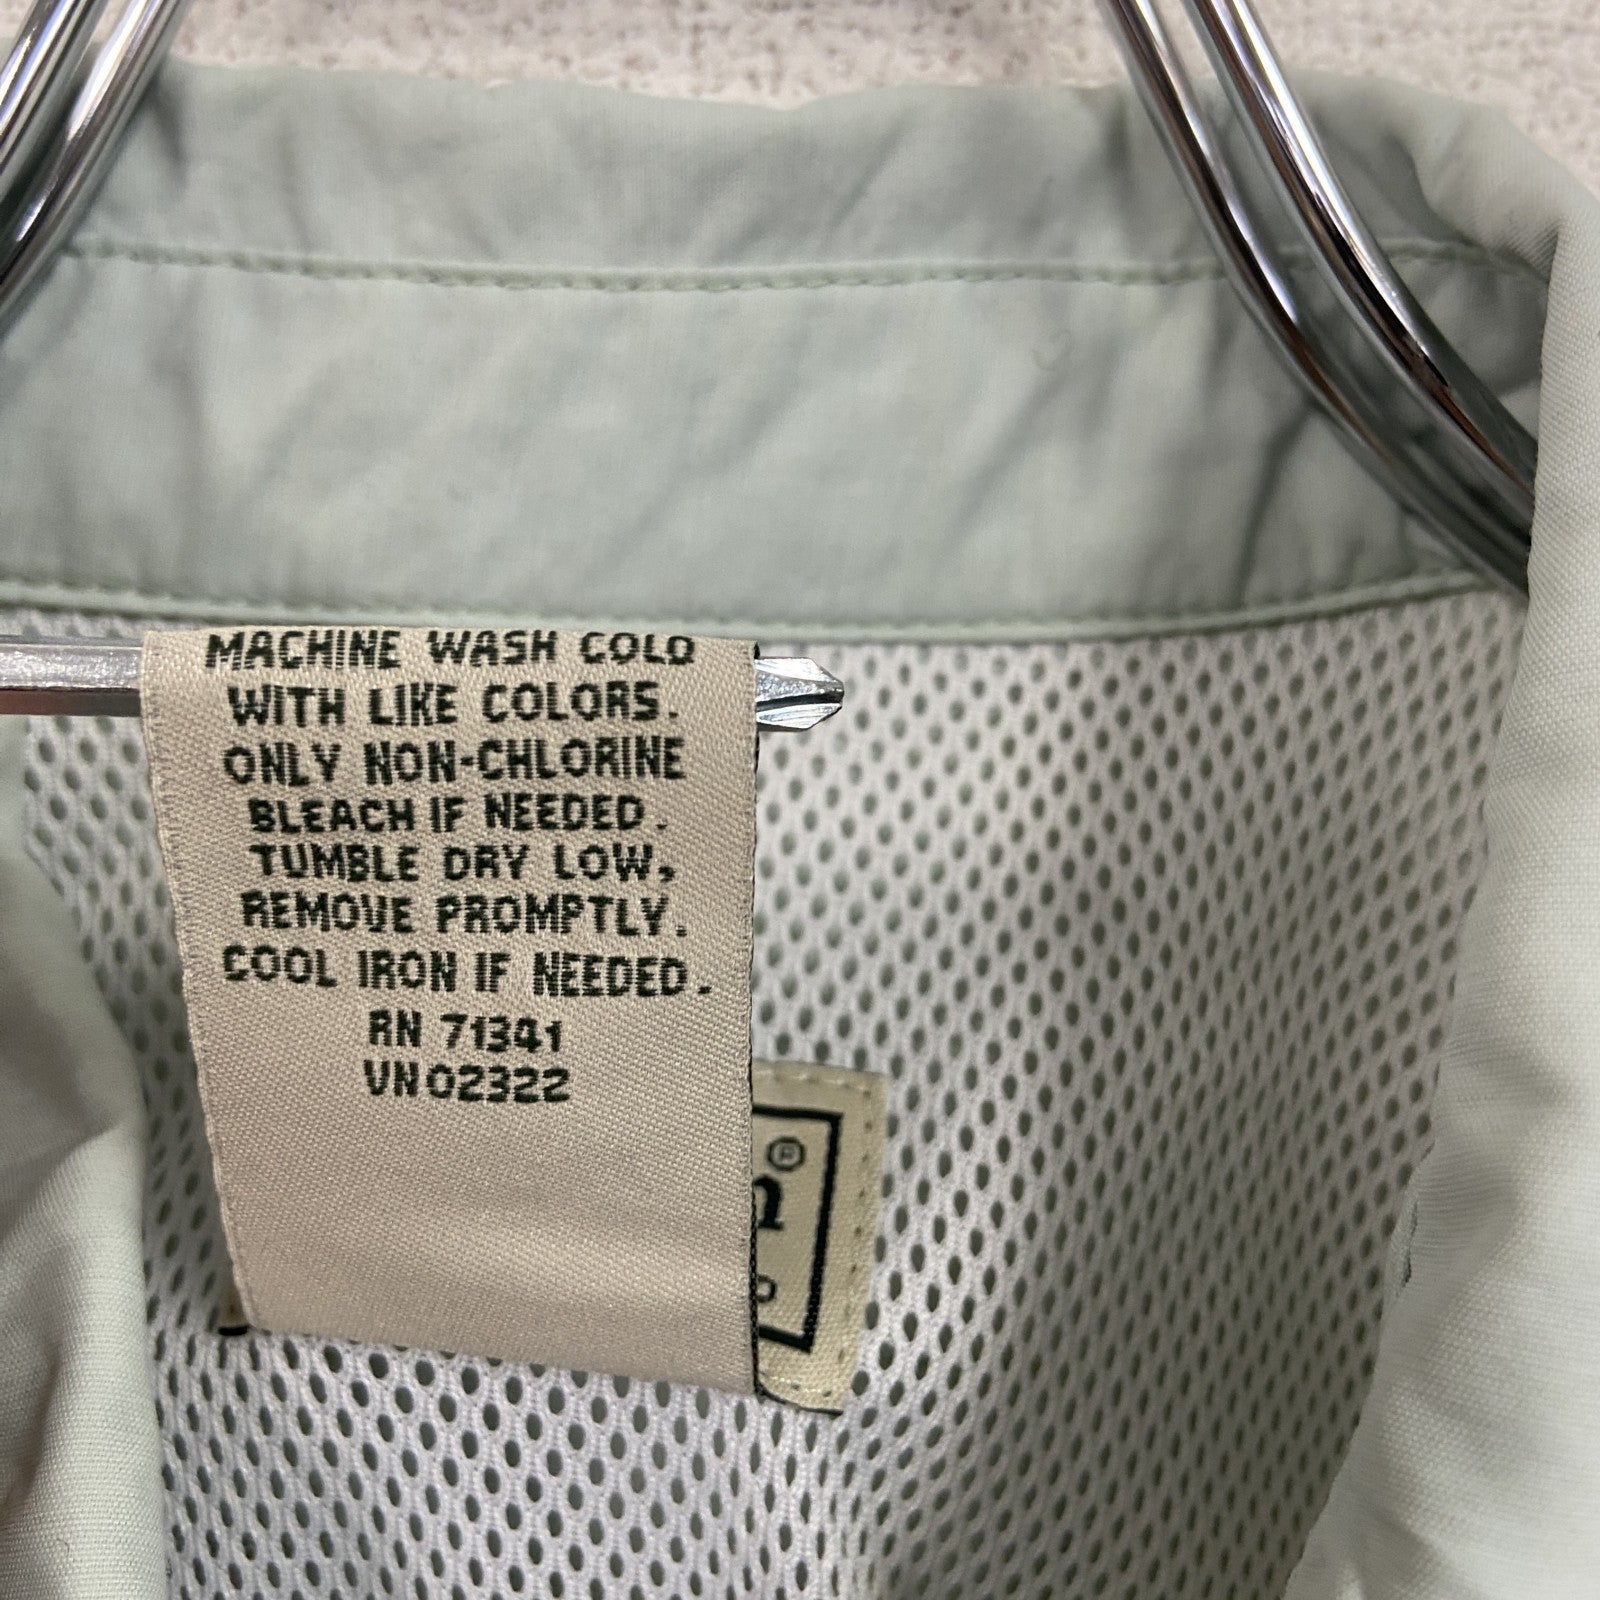 MACHINE WASH COLD
WITH LIKE COLORS.
ONLY NON-CHLORINE
BLEACH IF NEEDED.
TUMBLE DRY LOW,
REMOVE PROMPTLY.
COOL IRON IF NEEDED.
RN 71341
VN02322
®